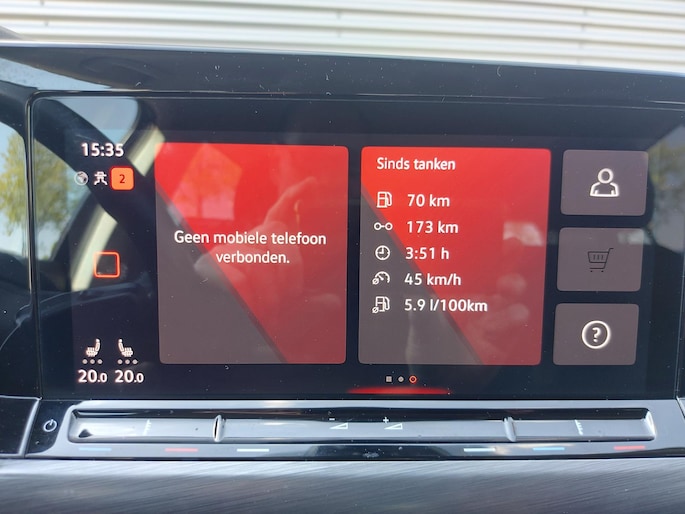 15:35
2
Geen mobiele telefoon
verbonden.
Sinds tanken
70 km
173 km
3:51 h
45 km/h
5.9 l/100km
?
20.0 20.0
- +